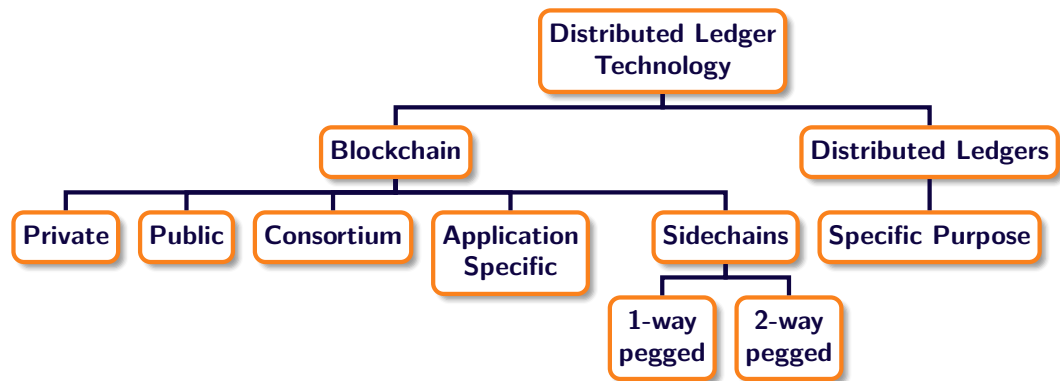 Distributed Ledger
Technology
Blockchain
Distributed Ledgers
Private
Public
Consortium
Application
Specific
Sidechains
Specific Purpose
1-way
pegged
2-way
pegged